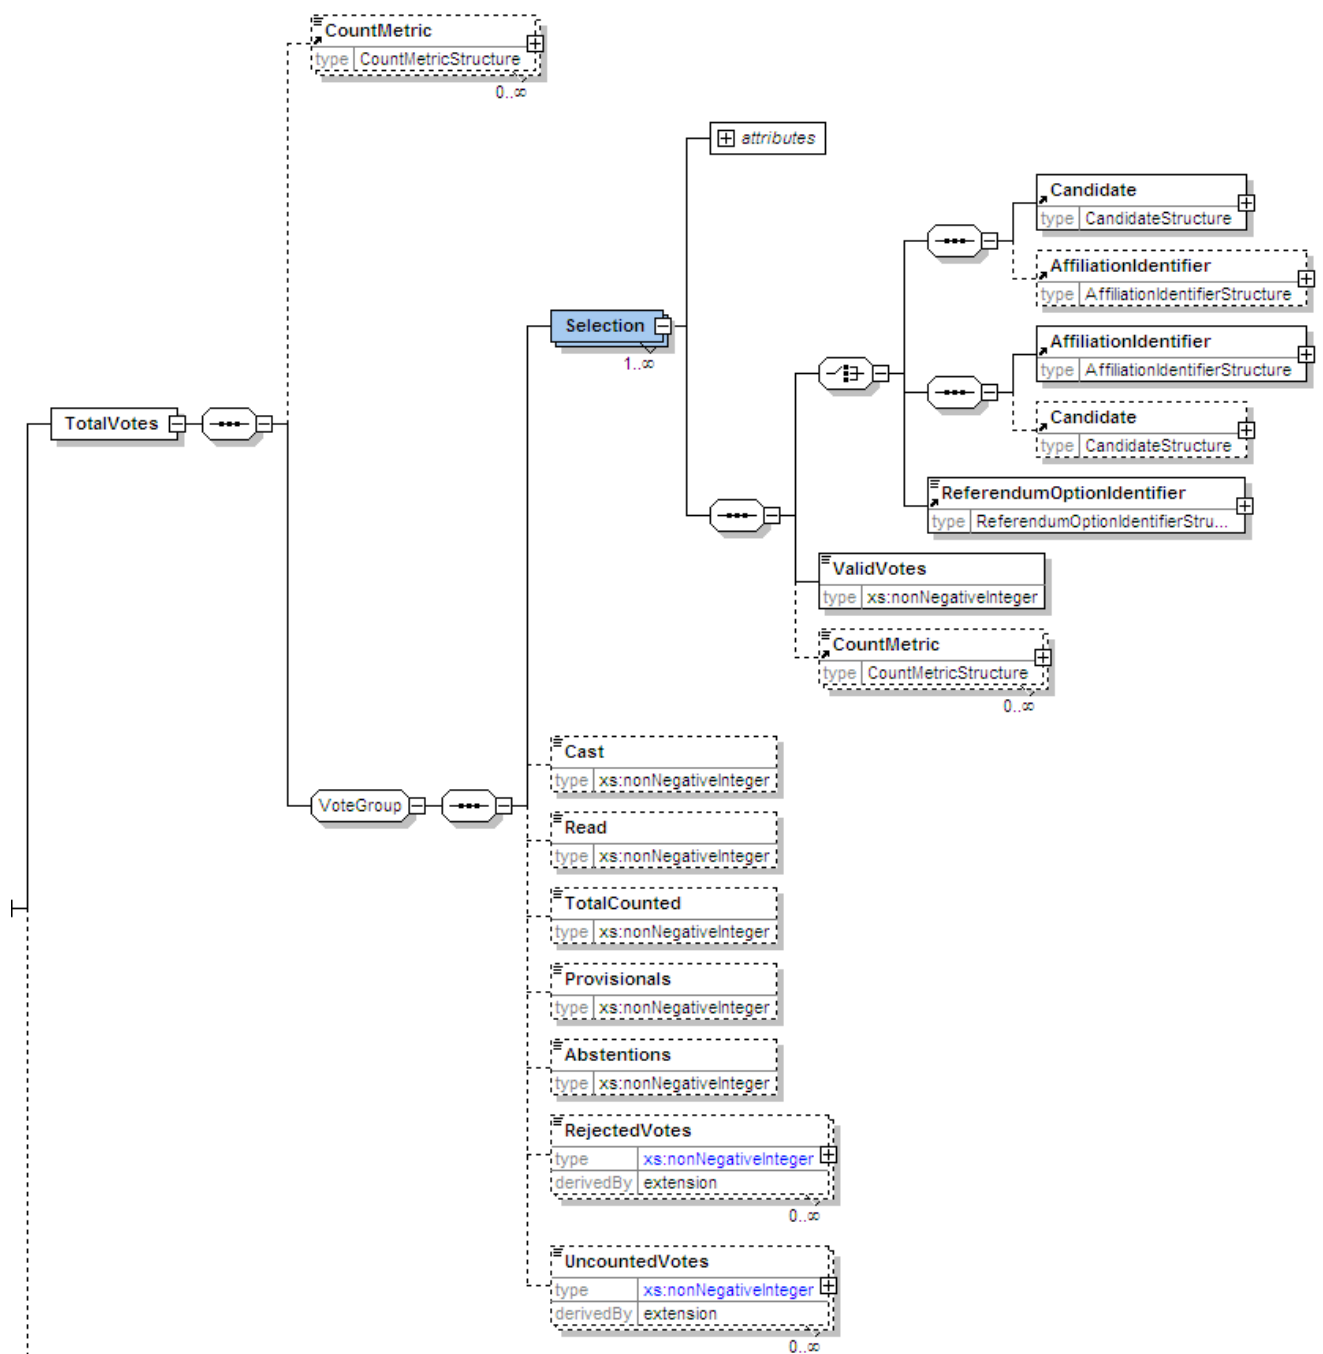 CountMetric
type CountMetricStructure
0..∞
attributes
Candidate
type CandidateStructure
AffiliationIdentifier
type AffiliationIdentifierStructure
Selection
1..∞
AffiliationIdentifier
type AffiliationIdentifierStructure
Candidate
type CandidateStructure
TotalVotes
ReferendumOptionIdentifier
type ReferendumOptionIdentifierStru...
ValidVotes
type xs:nonNegativeInteger
CountMetric
type CountMetricStructure
0..∞
VoteGroup
Cast
type xs:nonNegativeInteger
Read
type xs:nonNegativeInteger
TotalCounted
type xs:nonNegativeInteger
Provisionals
type xs:nonNegativeInteger
Abstentions
type xs:nonNegativeInteger
RejectedVotes
type xs:nonNegativeInteger
derivedBy extension
0..∞
UncountedVotes
type xs:nonNegativeInteger
derivedBy extension
0..∞